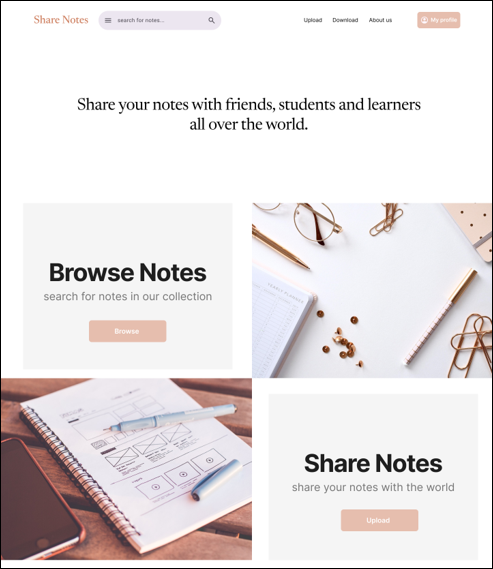 Share Notes
search for notes...
Upload
Download
About us
My profile
Share your notes with friends, students and learners
all over the world.
Browse Notes
search for notes in our collection
Browse
YEARLY PLANNER
Share Notes
share your notes with the world
Upload